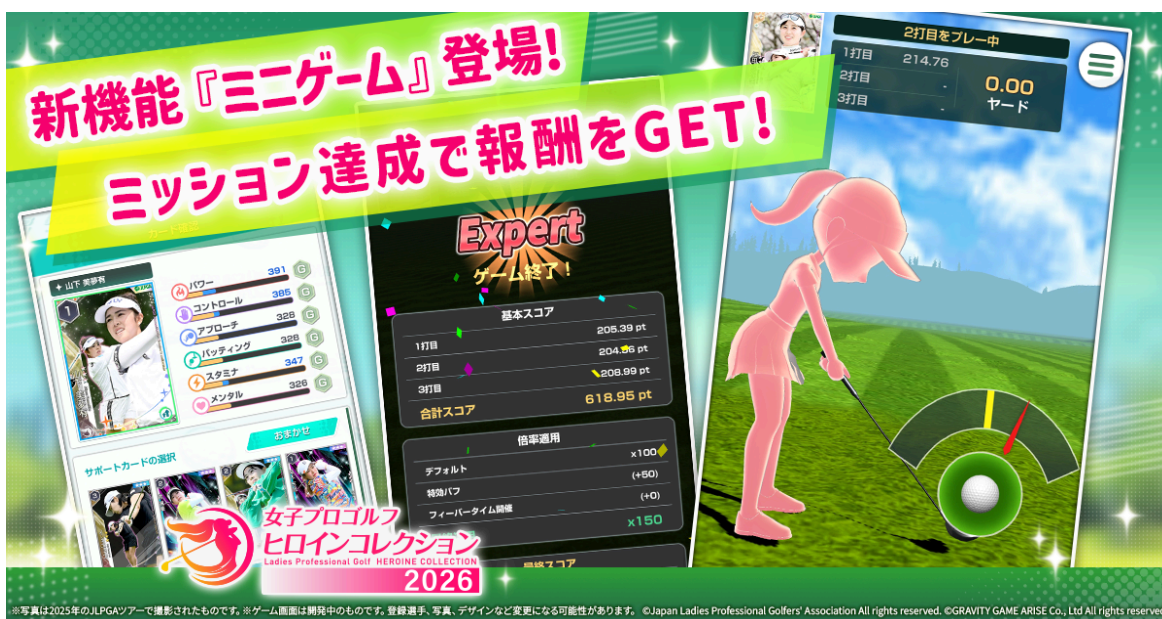 新機能『ミニゲーム』登場!
ミッション達成で報酬をGET!
2打目をプレー中
1打目 214.76
2打目 -
3打目 -
0.00
ヤード
山下 美夢有
1
パワー 391 G
コントロール 385 G
アプローチ 328 G
パッティング 328 G
スタミナ 347 G
メンタル 326 G
おまかせ
サポートカードの選択
Expert
ゲーム終了!
基本スコア
1打目 205.39 pt
2打目 204.56 pt
3打目 208.99 pt
合計スコア 618.95 pt
倍率適用
デフォルト x100
特効バフ (+50)
フィーバータイム開催 (+0)
x150
最終スコア
女子プロゴルフ
ヒロインコレクション
Ladies Professional Golf HEROINE COLLECTION
2026
※写真は2025年のJLPGAツアーで撮影されたものです。※ゲーム画面は開発中のものです。登録選手、写真、デザインなど変更になる可能性があります。 ©Japan Ladies Professional Golfers' Association All rights reserved. ©GRAVITY GAME ARISE Co., Ltd All rights reserved